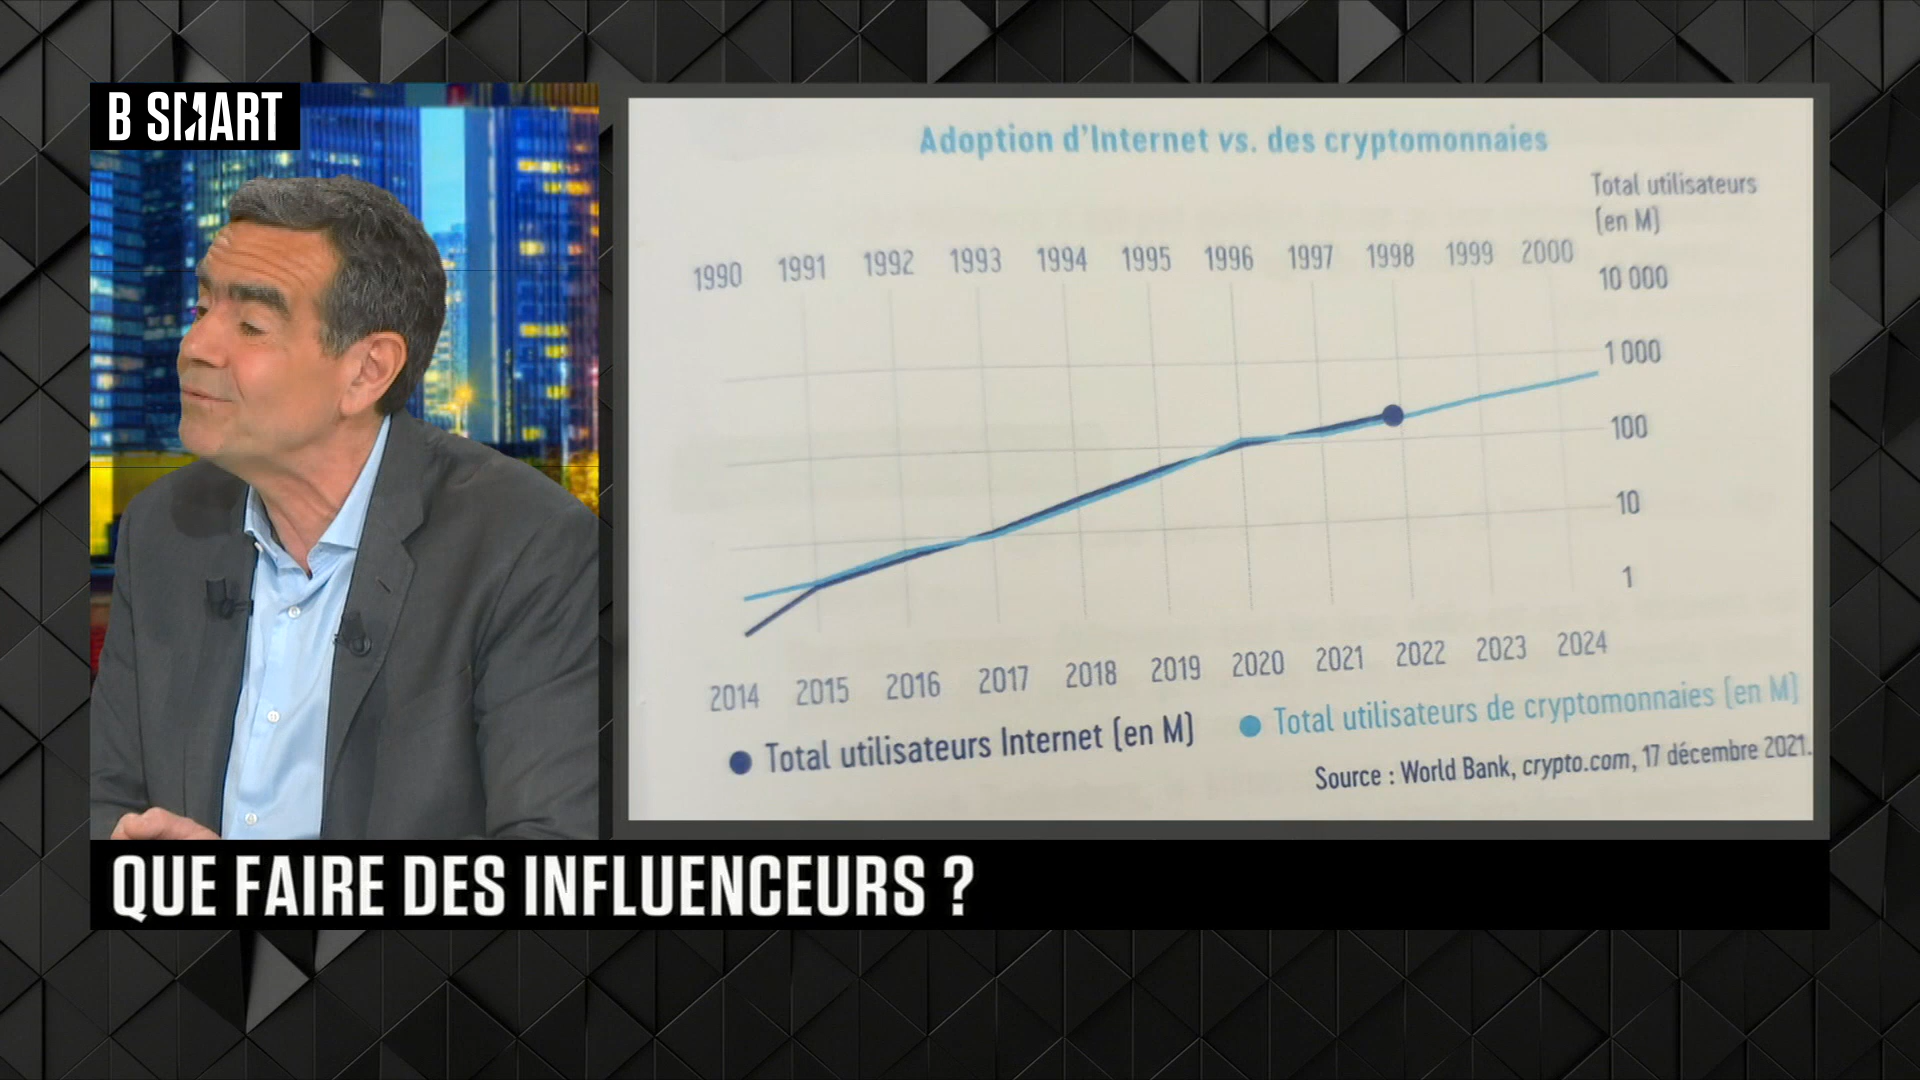 B SMART
Adoption d'Internet vs. des cryptomonnaies
Total utilisateurs
(en M)
1990 1991 1992 1993 1994 1995 1996 1997 1998 1999 2000
10 000
1 000
100
10
1
2014 2015 2016 2017 2018 2019 2020 2021 2022 2023 2024
Total utilisateurs Internet (en M) Total utilisateurs de cryptomonnaies (en M)
Source : World Bank, crypto.com, 17 décembre 2021.
QUE FAIRE DES INFLUENCEURS ?